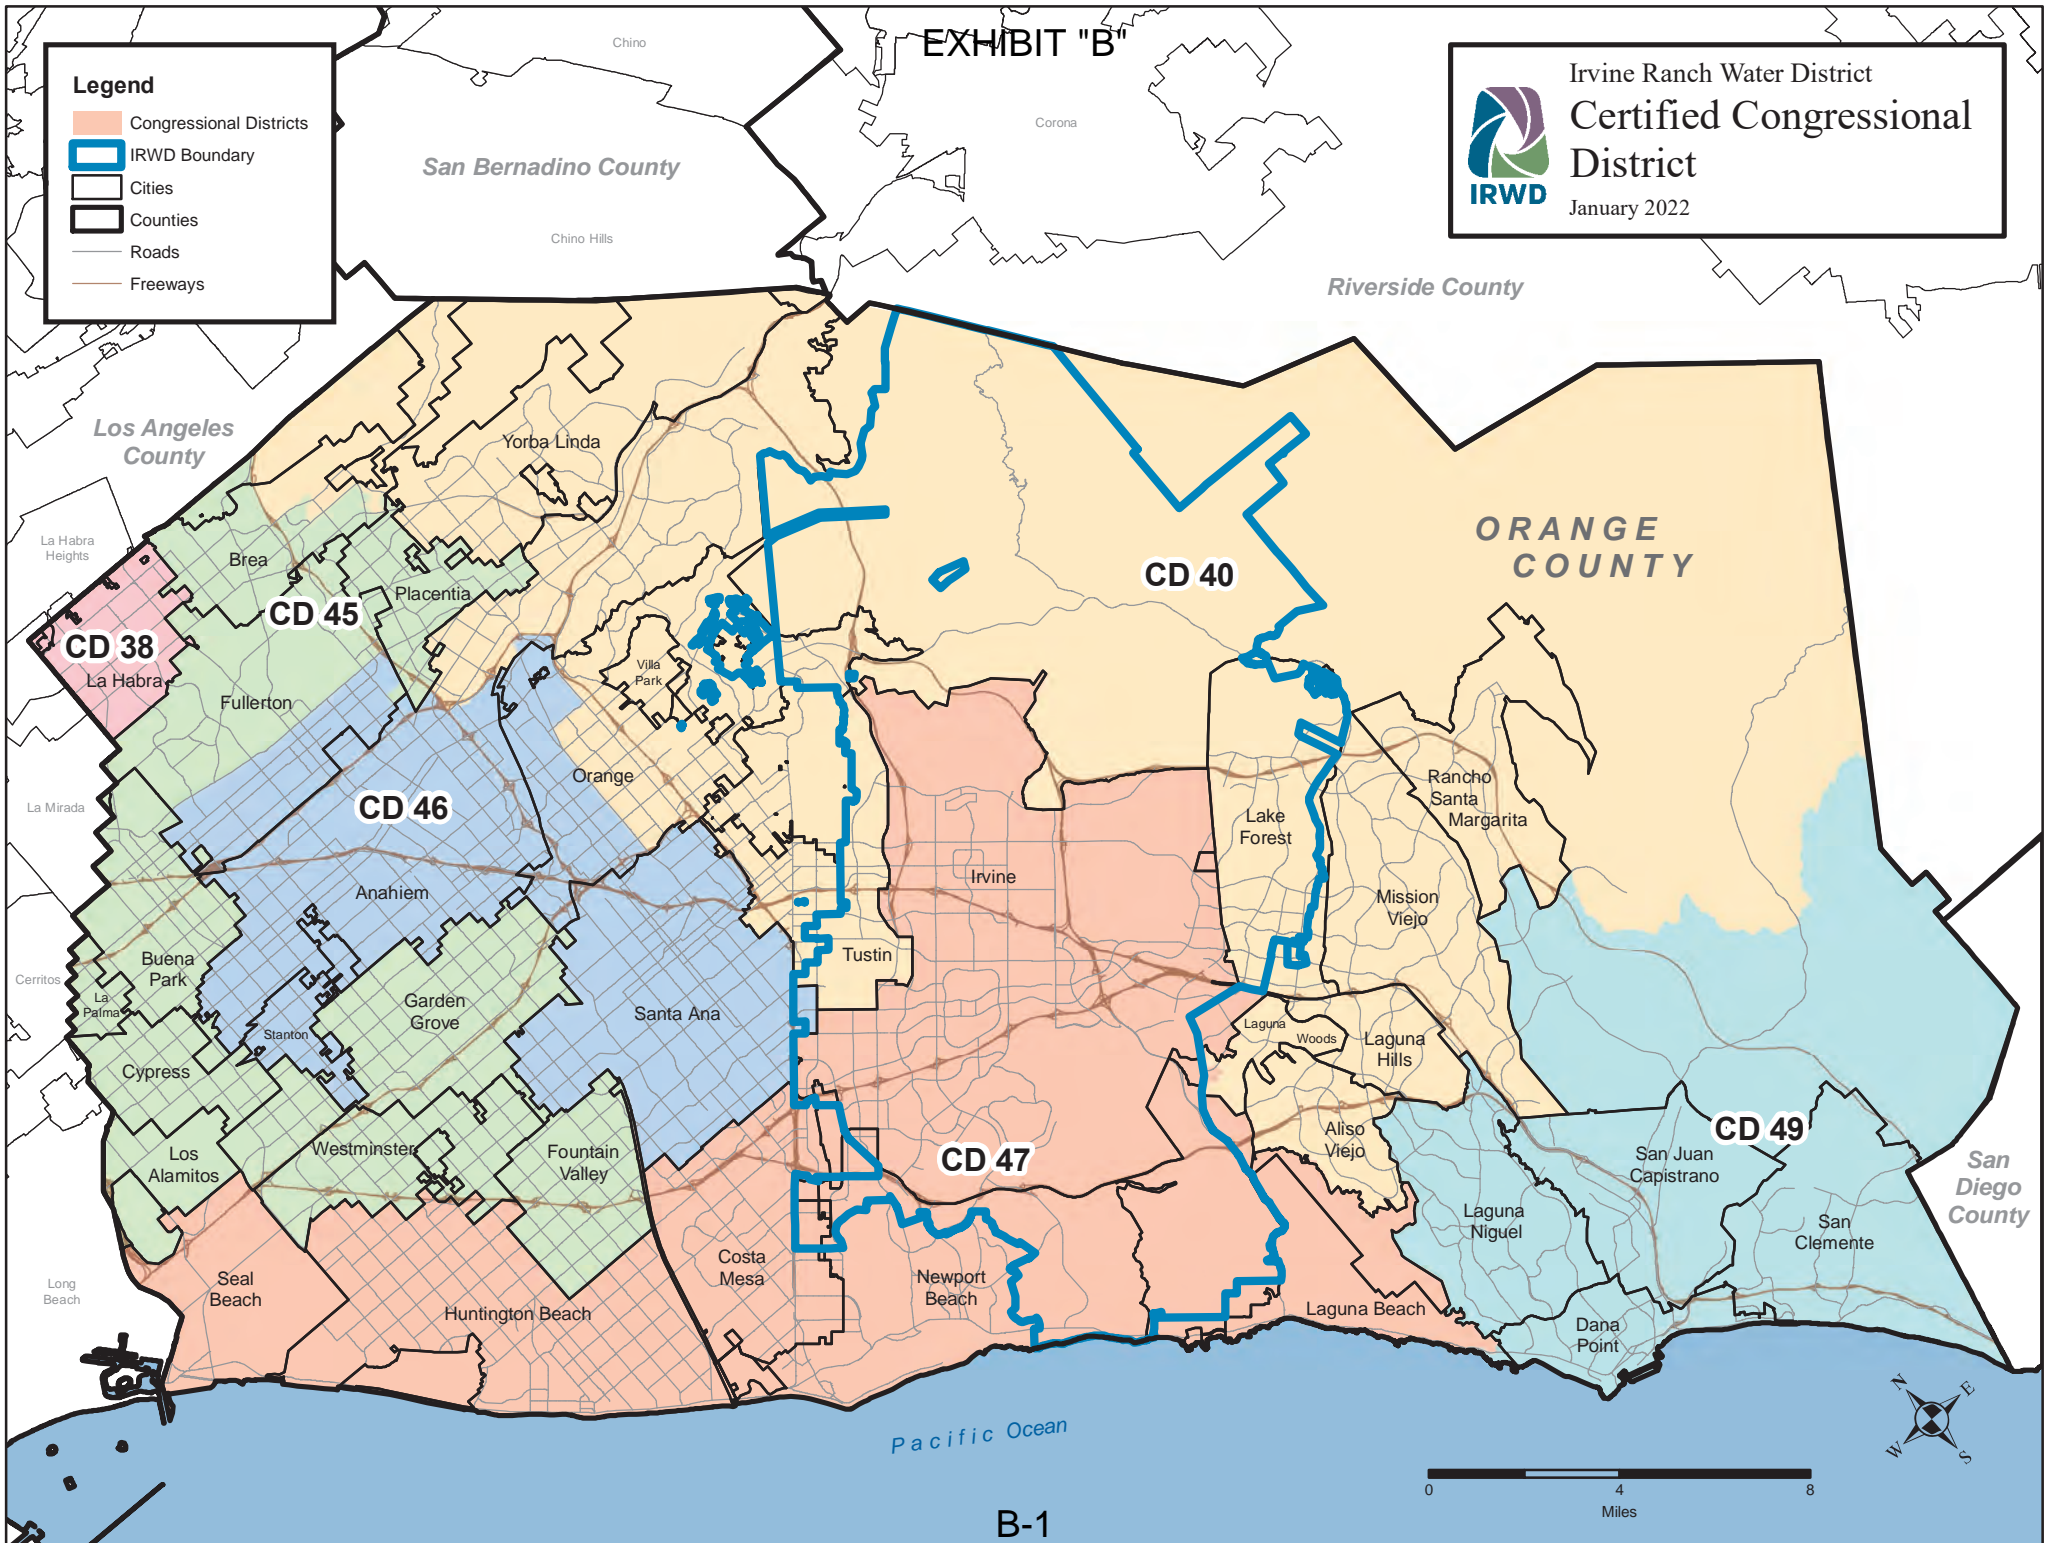 EXHIBIT "B"
Legend
Congressional Districts
IRWD Boundary
Cities
Counties
Roads
Freeways
Irvine Ranch Water District
Certified Congressional
District
January 2022
IRWD
Chino
Corona
San Bernadino County
Chino Hills
Riverside County
Los Angeles
County
Yorba Linda
ORANGE
COUNTY
La Habra
Heights
Brea
CD 40
Placentia
CD 45
CD 38
La Habra
Villa
Park
Fullerton
Orange
Rancho
Santa
Margarita
La Mirada
CD 46
Lake
Forest
Irvine
Anahiem
Mission
Viejo
Buena
Park
Tustin
Cerritos
La
Palma
Garden
Grove
Santa Ana
Stanton
Laguna
Woods
Laguna
Hills
Cypress
CD 49
Aliso
Viejo
Westminster
Los
Alamitos
Fountain
Valley
CD 47
San Juan
Capistrano
San
Diego
County
Laguna
Niguel
San
Clemente
Costa
Mesa
Newport
Beach
Long
Beach
Seal
Beach
Huntington Beach
Laguna Beach
Dana
Point
Pacific Ocean
N
E
W
S
0
4
8
Miles
B-1